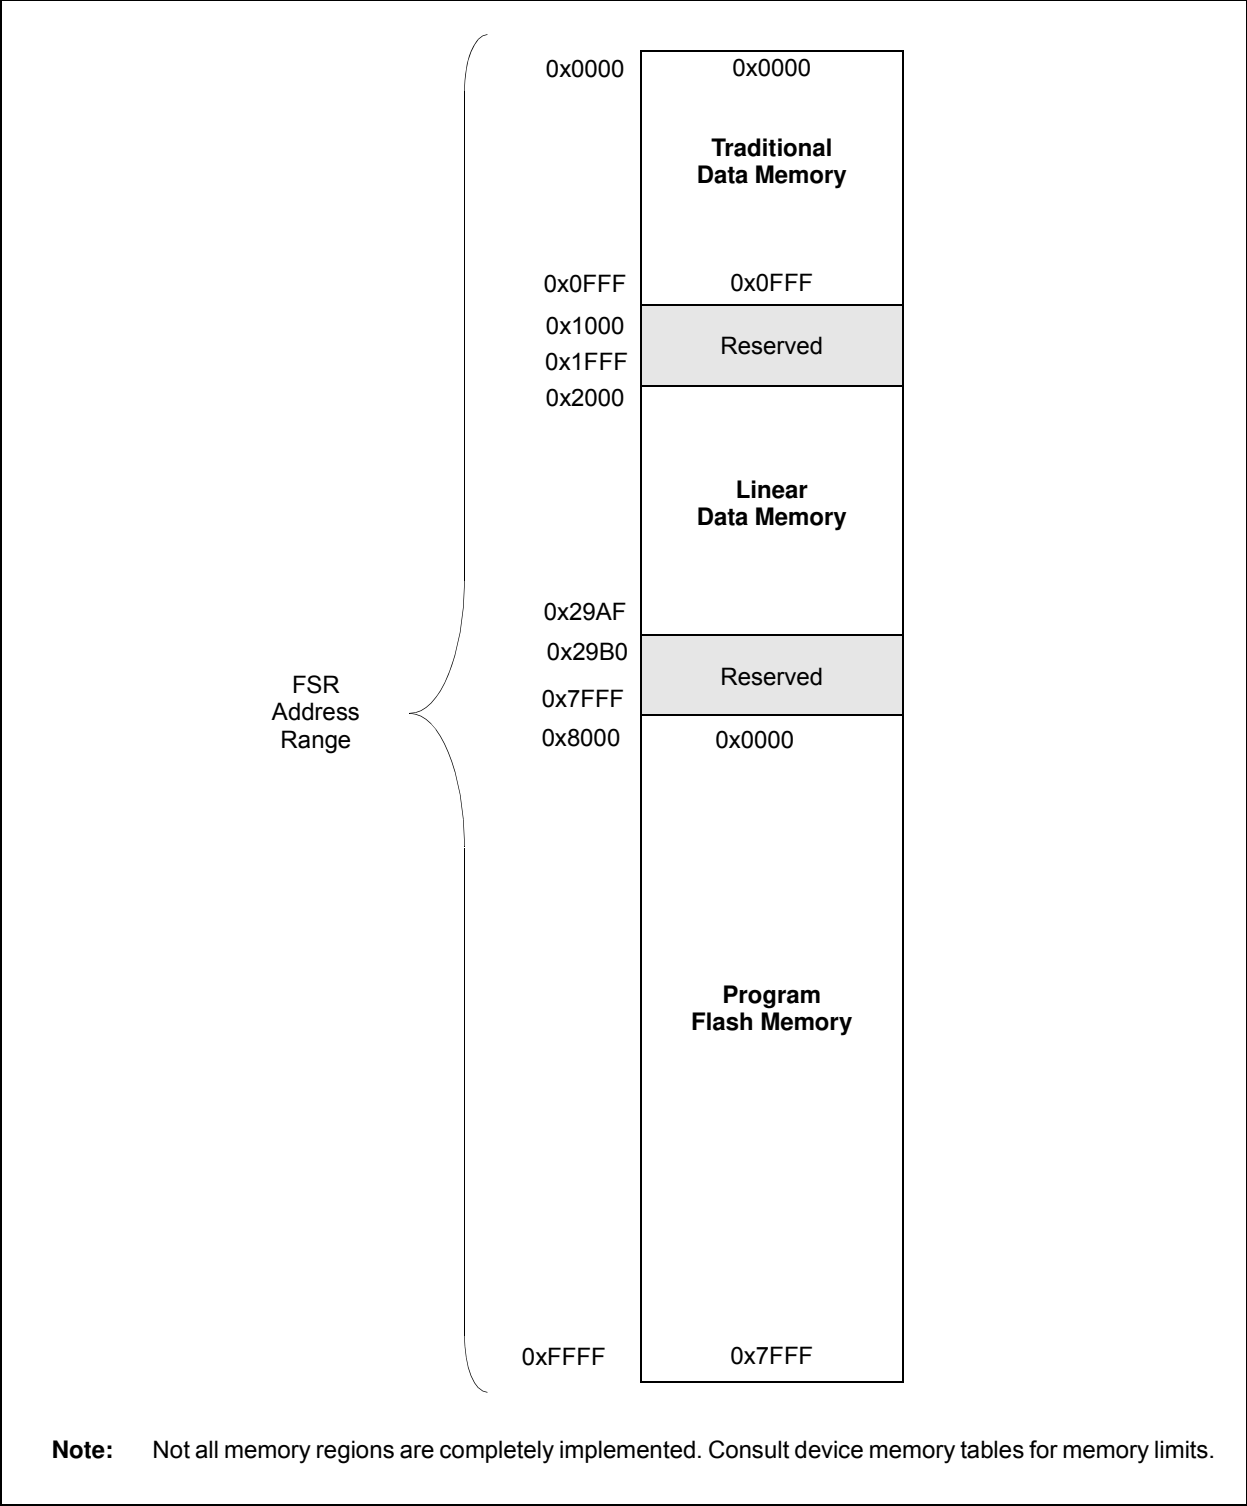 0x0000 0x0000
Traditional
Data Memory
0x0FFF 0x0FFF
0x1000
Reserved
0x1FFF
0x2000
Linear
Data Memory
0x29AF
0x29B0
Reserved
0x7FFF
FSR
Address
Range
0x8000 0x0000
Program
Flash Memory
0xFFFF 0x7FFF
Note: Not all memory regions are completely implemented. Consult device memory tables for memory limits.